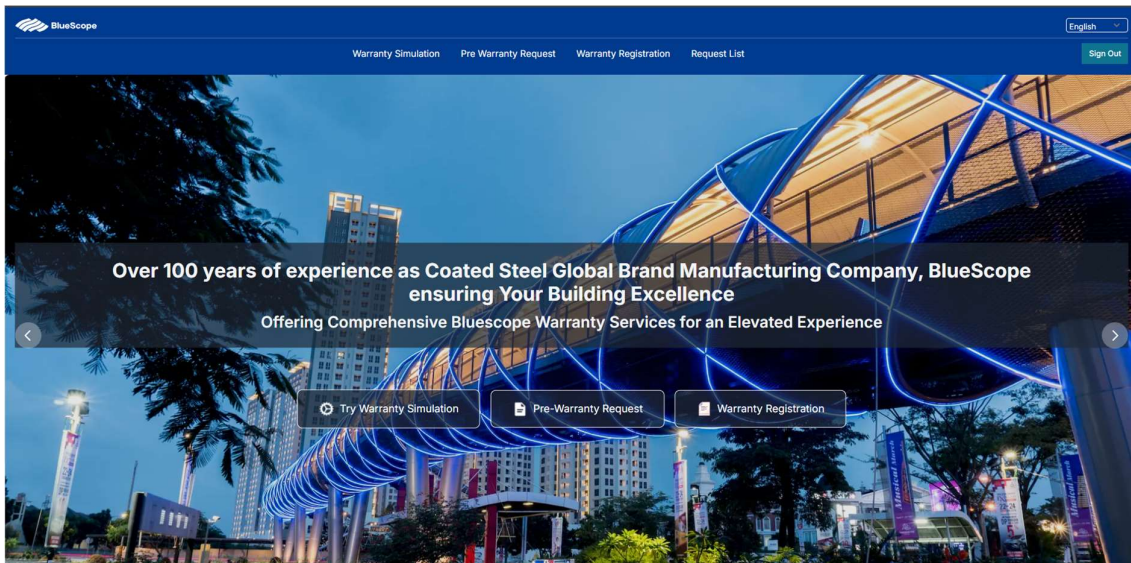 BlueScope
English
Warranty Simulation Pre Warranty Request Warranty Registration Request List
Sign Out
Over 100 years of experience as Coated Steel Global Brand Manufacturing Company, BlueScope
ensuring Your Building Excellence
Offering Comprehensive Bluescope Warranty Services for an Elevated Experience
Try Warranty Simulation Pre-Warranty Request Warranty Registration